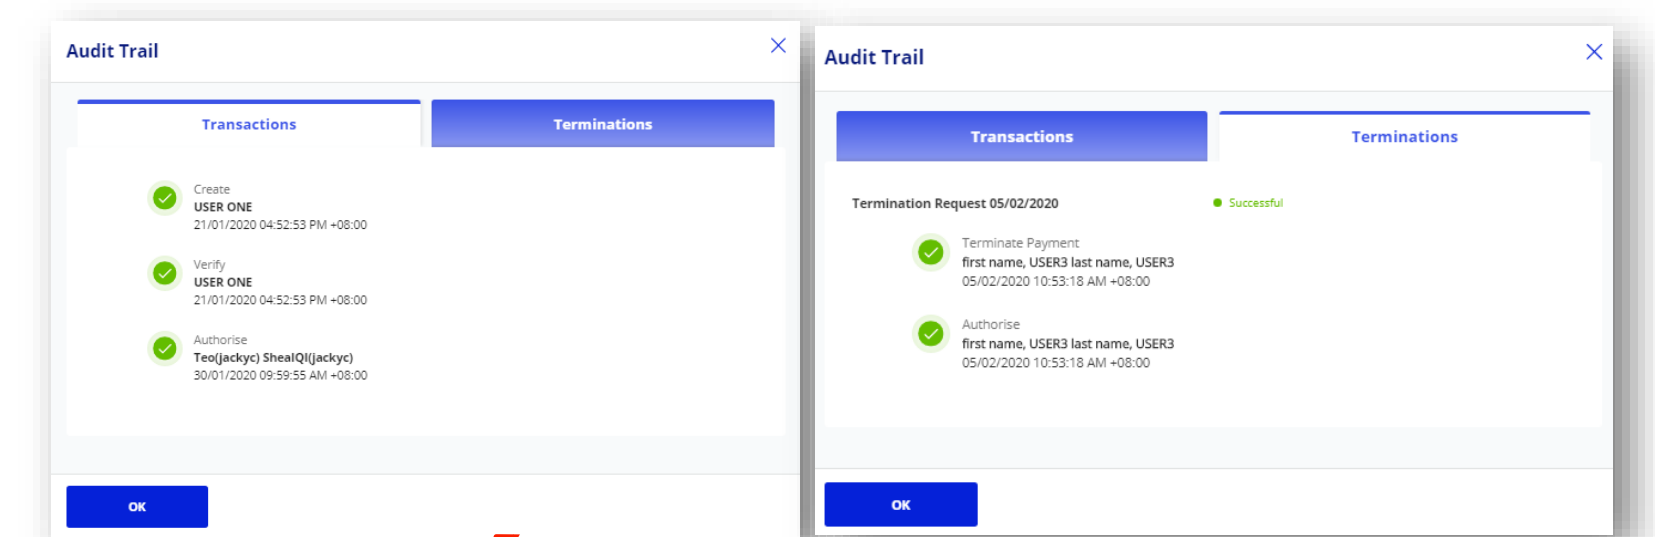 Audit Trail
Transactions
Terminations
Create
USER ONE
21/01/2020 04:52:53 PM +08:00
Verify
USER ONE
21/01/2020 04:52:53 PM +08:00
Authorise
Teo(jackyc) ShealQI(jackyc)
30/01/2020 09:59:55 AM +08:00
OK
Audit Trail
Transactions
Terminations
Termination Request 05/02/2020
Successful
Terminate Payment
first name, USER3 last name, USER3
05/02/2020 10:53:18 AM +08:00
Authorise
first name, USER3 last name, USER3
05/02/2020 10:53:18 AM +08:00
OK